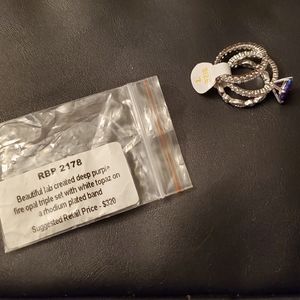 RBP 2178
Beautiful lab created deep purple
fire opal triple set with white topaz on
a rhodium plated band
Suggested Retail Price - $320